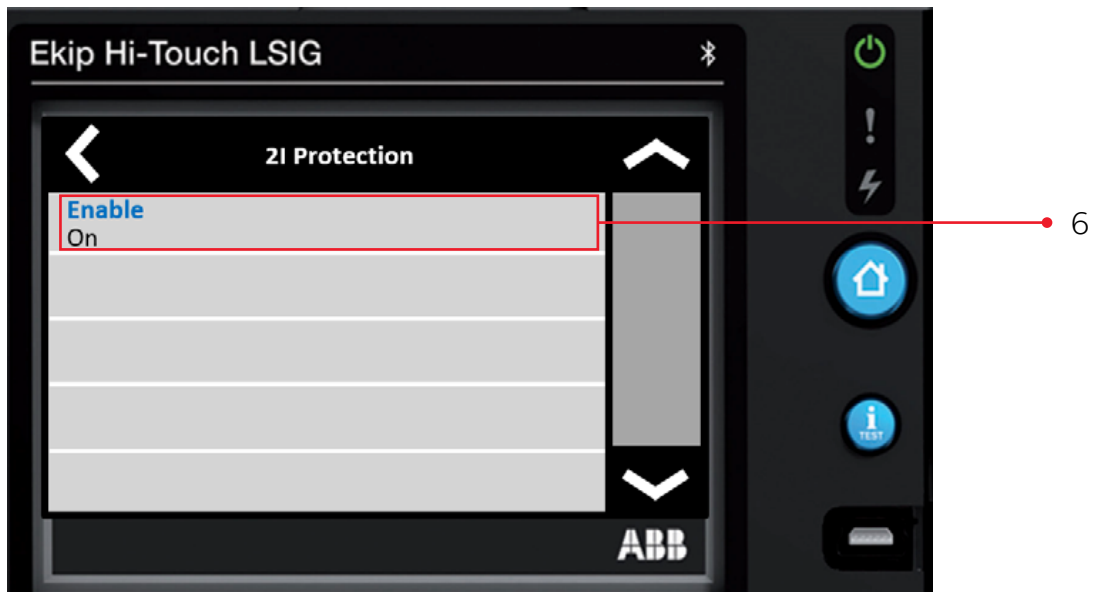 Ekip Hi-Touch LSIG
2I Protection
Enable
On
6
TEST
ABB